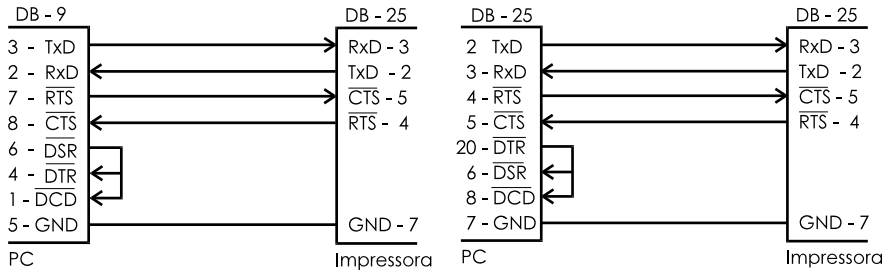 DB - 9
DB - 25
3 - TxD
RxD - 3
2 - RxD
TxD - 2
7 - RTS
CTS - 5
8 - CTS
RTS - 4
6 - DSR
4 - DTR
1 - DCD
5 - GND
GND - 7
PC
Impressora
DB - 25
DB - 25
2 TxD
RxD - 3
3 - RxD
TxD - 2
4 - RTS
CTS - 5
5 - CTS
RTS - 4
20 - DTR
6 - DSR
8 - DCD
7 - GND
GND - 7
PC
Impressora